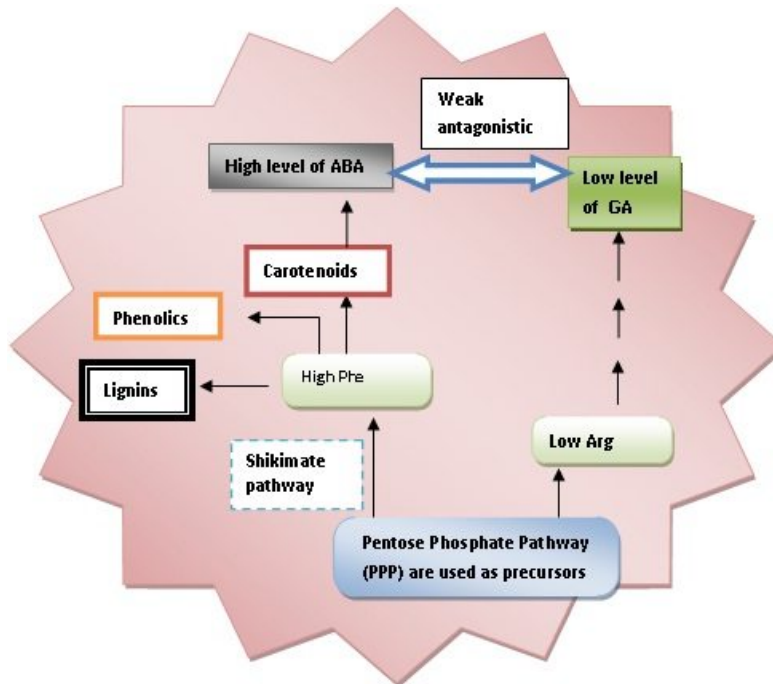 Weak
antagonistic
High level of ABA
Low level
of GA
Carotenoids
Phenolics
High Phe
Lignins
Low Arg
Shikimate
pathway
Pentose Phosphate Pathway
(PPP) are used as precursors